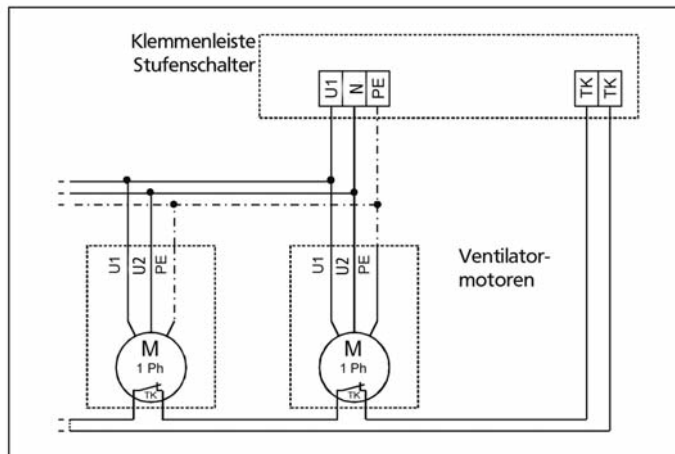 Klemmenleiste
Stufenschalter
U1 N PE TK TK
U1 U2 PE U1 U2 PE
Ventilator-
motoren
M M
1 Ph 1 Ph
TK TK